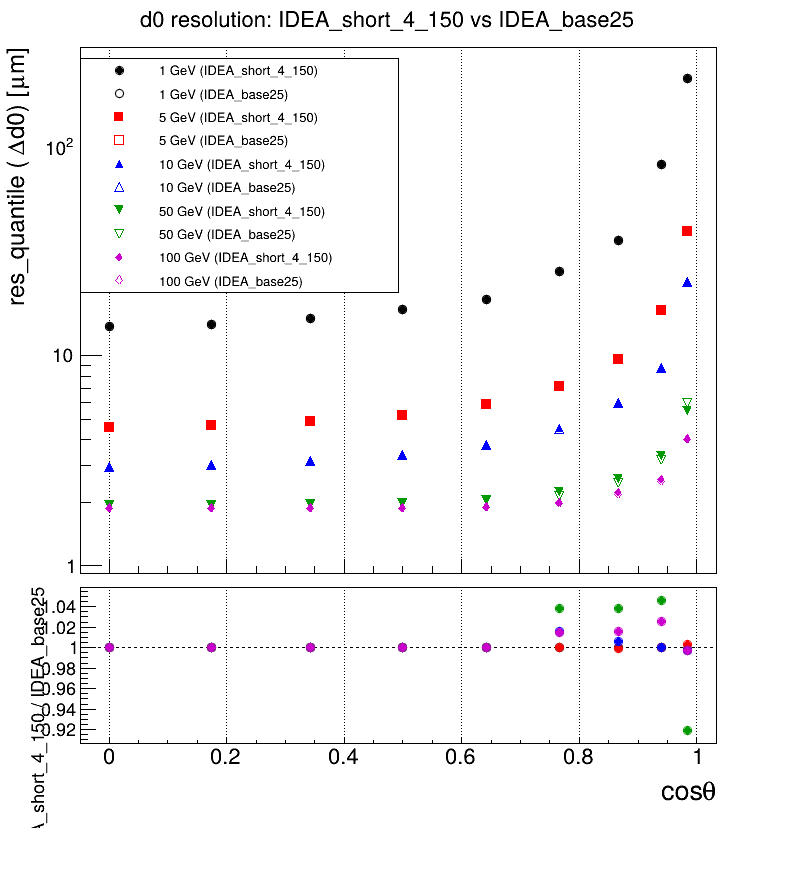 d0 resolution: IDEA_short_4_150 vs IDEA_base25
res_quantile ( Δd0) [μm]
1 GeV (IDEA_short_4_150)
1 GeV (IDEA_base25)
5 GeV (IDEA_short_4_150)
5 GeV (IDEA_base25)
10 GeV (IDEA_short_4_150)
10 GeV (IDEA_base25)
50 GeV (IDEA_short_4_150)
50 GeV (IDEA_base25)
100 GeV (IDEA_short_4_150)
100 GeV (IDEA_base25)
10²
10
1
_short_4_150 / IDEA_base25
1.04
1.02
1
0.98
0.96
0.94
0.92
0 0.2 0.4 0.6 0.8 1
cosθ